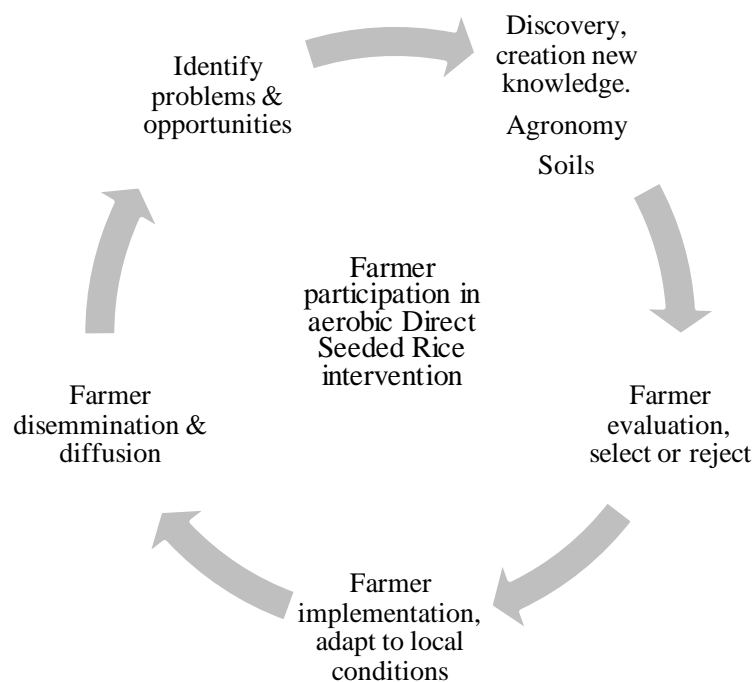 Identify
problems &
opportunities
Discovery,
creation new
knowledge.
Agronomy
Soils
Farmer
evaluation,
select or reject
Farmer
implementation,
adapt to local
conditions
Farmer
disemmination &
diffusion
Farmer
participation in
aerobic Direct
Seeded Rice
intervention